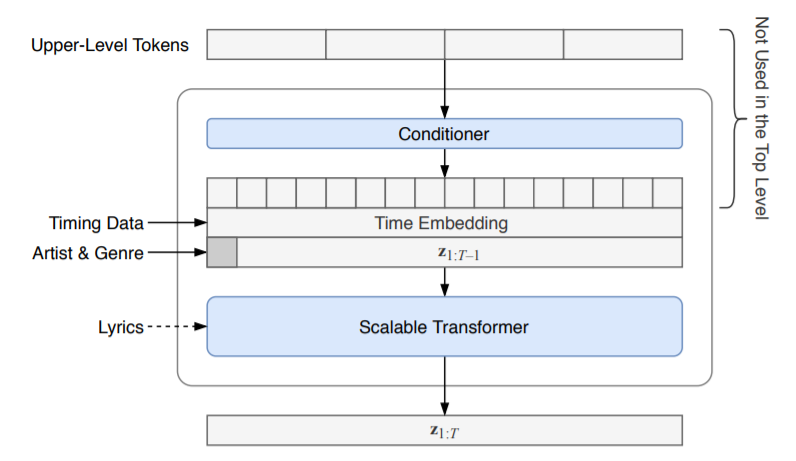 Upper-Level Tokens
Not Used in the Top Level
Conditioner
Timing Data
Time Embedding
Artist & Genre
z1:T–1
Lyrics
Scalable Transformer
z1:T